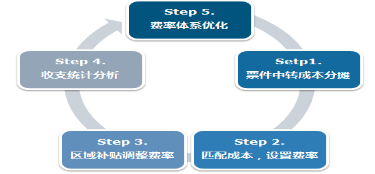 Step 5.
费率体系优化
Setp1.
票件中转成本分摊
Step 2.
匹配成本，设置费率
Step 3.
区域补贴调整费率
Step 4.
收支统计分析